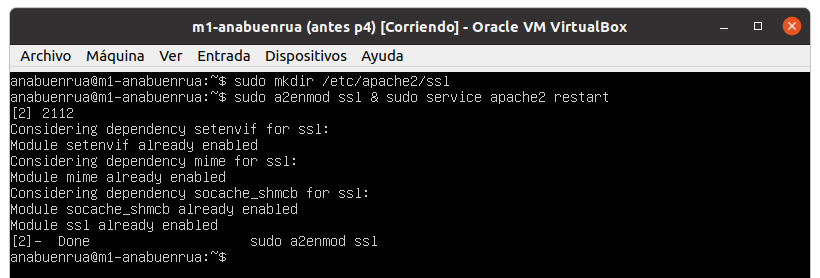 m1-anabuenrua (antes p4) [Corriendo] - Oracle VM VirtualBox
Archivo Máquina Ver Entrada Dispositivos Ayuda
anabuenrua@m1-anabuenrua:~$ sudo mkdir /etc/apache2/ssl
anabuenrua@m1-anabuenrua:~$ sudo a2enmod ssl & sudo service apache2 restart
[2] 2112
Considering dependency setenvif for ssl:
Module setenvif already enabled
Considering dependency mime for ssl:
Module mime already enabled
Considering dependency socache_shmcb for ssl:
Module socache_shmcb already enabled
Module ssl already enabled
[2]-  Done                    sudo a2enmod ssl
anabuenrua@m1-anabuenrua:~$